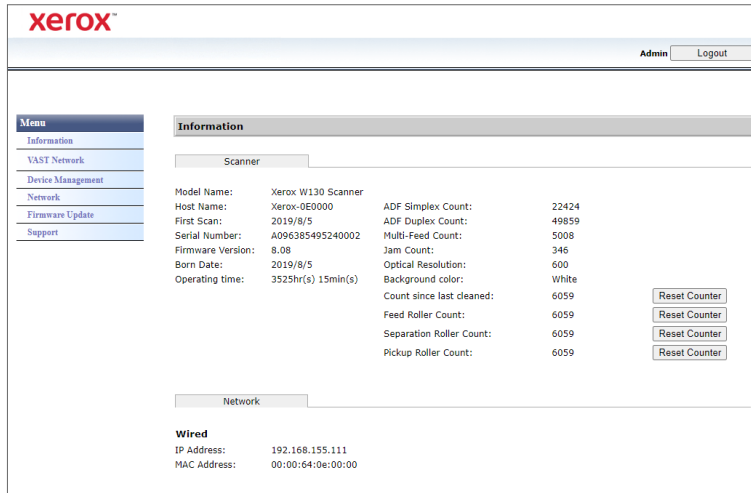 xerox™
Admin Logout
Menu
Information
VAST Network
Device Management
Network
Firmware Update
Support
Information
Scanner
Model Name: Xerox W130 Scanner
Host Name: Xerox-0E0000 ADF Simplex Count: 22424
First Scan: 2019/8/5 ADF Duplex Count: 49859
Serial Number: A096385495240002 Multi-Feed Count: 5008
Firmware Version: 8.08 Jam Count: 346
Born Date: 2019/8/5 Optical Resolution: 600
Operating time: 3525hr(s) 15min(s) Background color: White
Count since last cleaned: 6059 Reset Counter
Feed Roller Count: 6059 Reset Counter
Separation Roller Count: 6059 Reset Counter
Pickup Roller Count: 6059 Reset Counter
Network
Wired
IP Address: 192.168.155.111
MAC Address: 00:00:64:0e:00:00